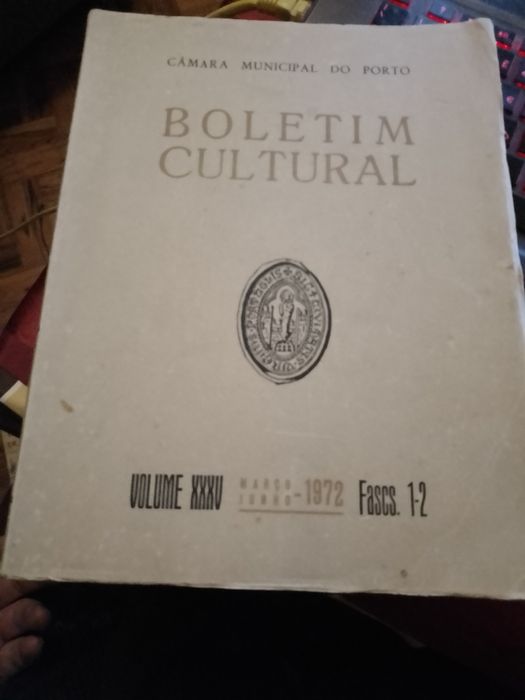 CÂMARA MUNICIPAL DO PORTO
BOLETIM
CULTURAL
VOLUME XXXV MARÇO JUNHO -1972 Fascs. 1-2